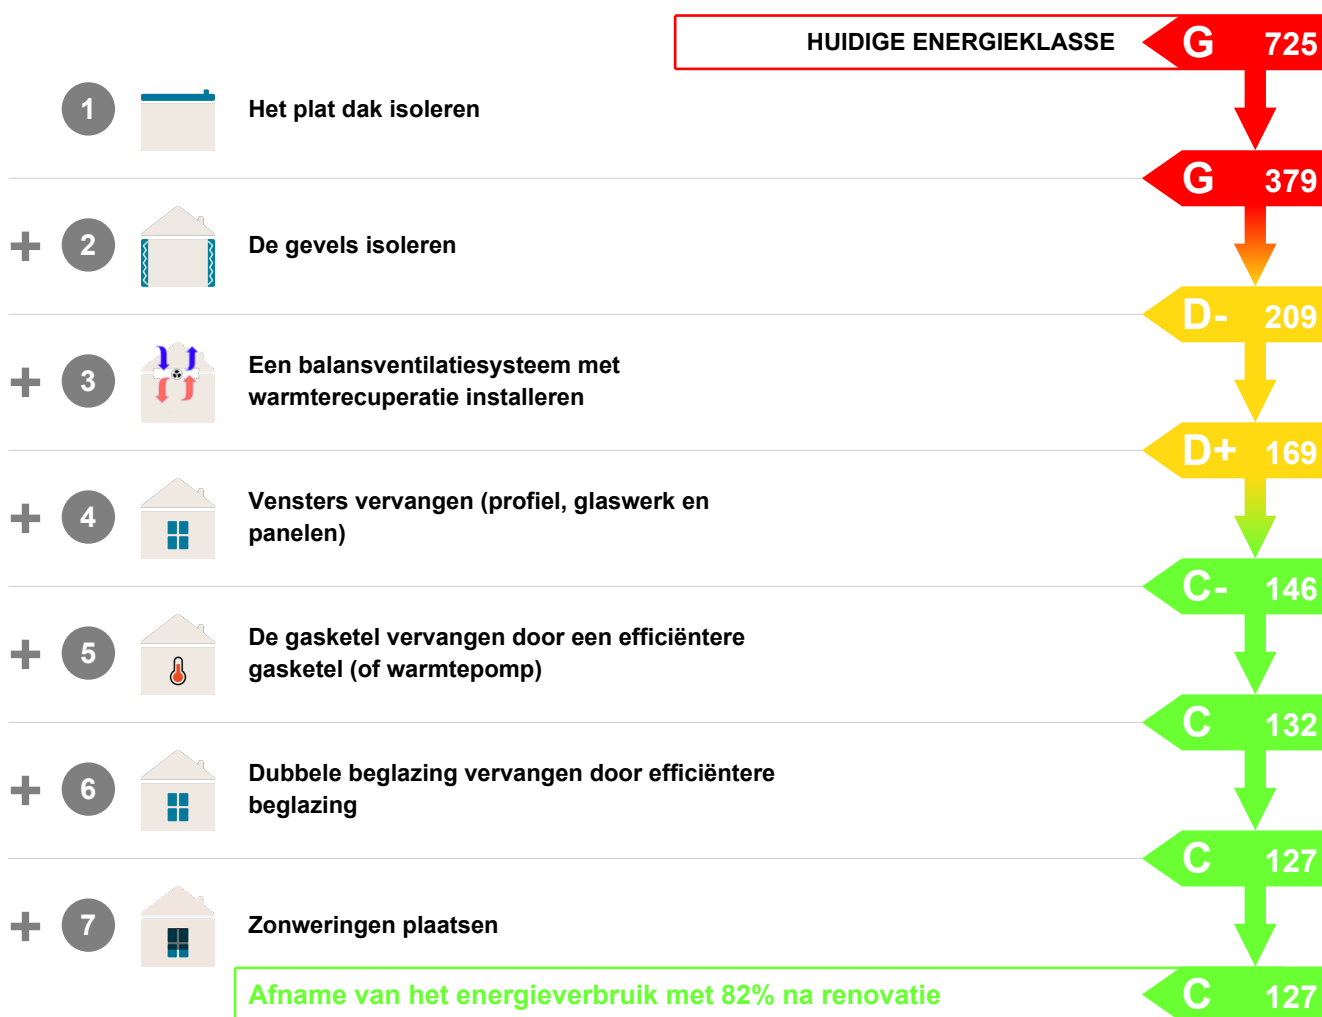 HUIDIGE ENERGIEKLASSE G 725
1 Het plat dak isoleren
G 379
+ 2 De gevels isoleren
D- 209
+ 3 Een balansventilatiesysteem met
warmterecuperatie installeren
D+ 169
+ 4 Vensters vervangen (profiel, glaswerk en
panelen)
C- 146
+ 5 De gasketel vervangen door een efficiëntere
gasketel (of warmtepomp)
C 132
+ 6 Dubbele beglazing vervangen door efficiëntere
beglazing
C 127
+ 7 Zonweringen plaatsen
Afname van het energieverbruik met 82% na renovatie C 127